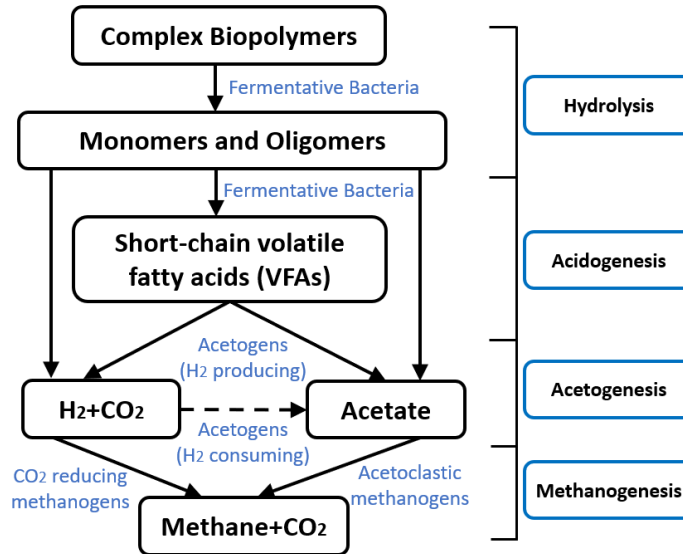 Complex Biopolymers
Fermentative Bacteria
Hydrolysis
Monomers and Oligomers
Fermentative Bacteria
Short-chain volatile
fatty acids (VFAs)
Acidogenesis
Acetogens
(H₂ producing)
H₂+CO₂
Acetate
Acetogenesis
Acetogens
(H₂ consuming)
CO₂ reducing
methanogens
Acetoclastic
methanogens
Methanogenesis
Methane+CO₂